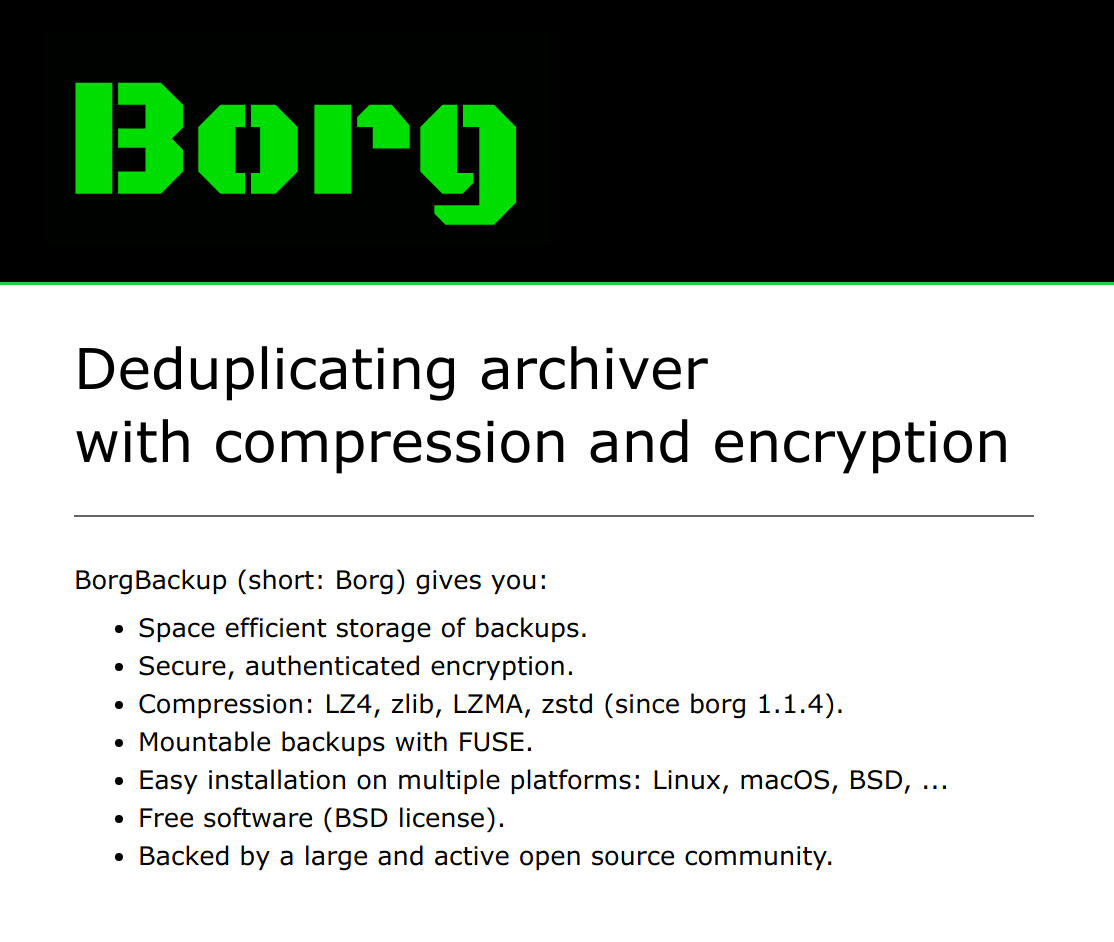 Borg
Deduplicating archiver
with compression and encryption
BorgBackup (short: Borg) gives you:
• Space efficient storage of backups.
• Secure, authenticated encryption.
• Compression: LZ4, zlib, LZMA, zstd (since borg 1.1.4).
• Mountable backups with FUSE.
• Easy installation on multiple platforms: Linux, macOS, BSD, ...
• Free software (BSD license).
• Backed by a large and active open source community.